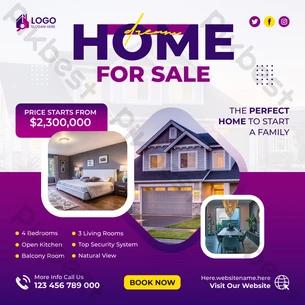 LOGO
SLOGAN HERE
dream
HOME
FOR SALE
PRICE STARTS FROM
$2,300,000
THE PERFECT
HOME TO START
A FAMILY
• 4 Bedrooms
• Open Kitchen
• Balcony Room
• 3 Living Rooms
• Top Security System
• Natural View
More Info Call Us
123 456 789 000
BUY NOW
Here.websitename.here
Visit Our Website